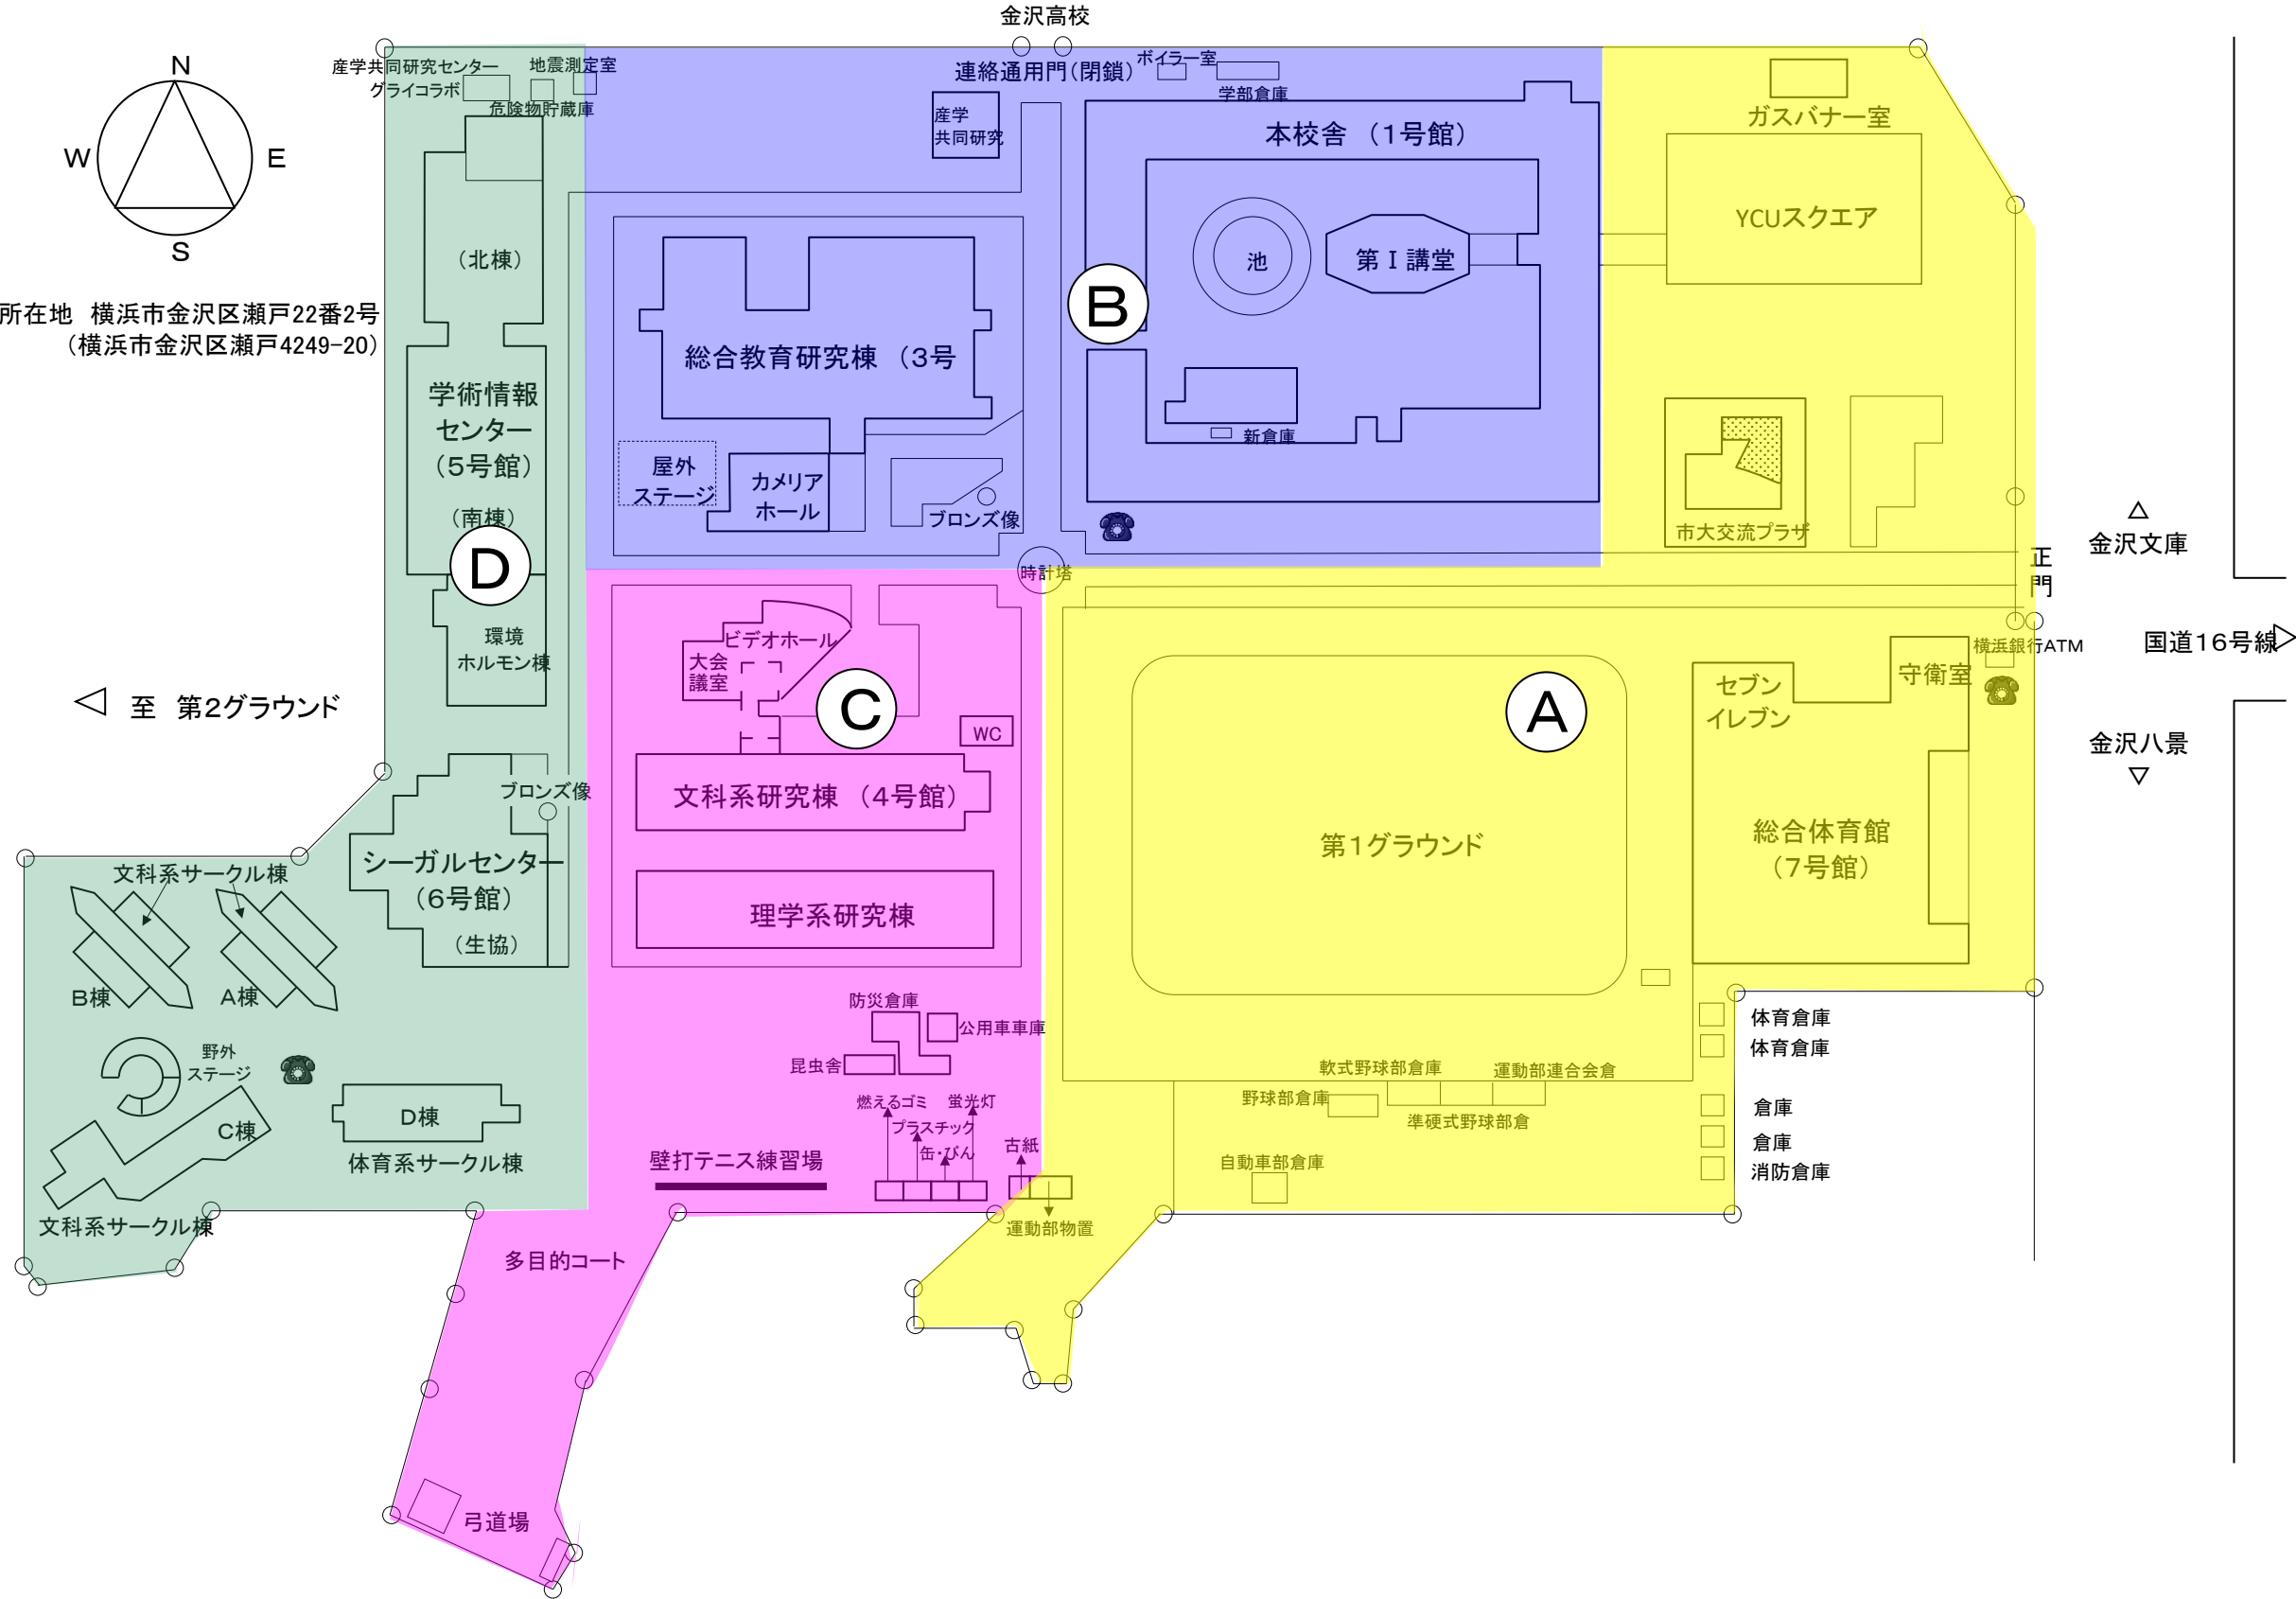 金沢高校
N
W
E
S
産学共同研究センター
グライコラボ
地震測定室
危険物貯蔵庫
連絡通用門（閉鎖）
ボイラー室
学部倉庫
産学
共同研究
本校舎 （１号館）
ガスバナー室
YCUスクエア
（北棟）
池
第Ⅰ講堂
B
所在地　横浜市金沢区瀬戸22番2号
（横浜市金沢区瀬戸4249-20）
総合教育研究棟 （３号
学術情報
センター
（５号館）
（南棟）
新倉庫
屋外
ステージ
カメリア
ホール
ブロンズ像
市大交流プラザ
D
時計塔
正
門
金沢文庫
環境
ホルモン棟
ビデオホール
大会
議室
C
A
セブン
イレブン
守衛室
横浜銀行ATM
国道１６号線
至　第２グラウンド
WC
金沢八景
ブロンズ像
文科系研究棟 （４号館）
第１グラウンド
総合体育館
（７号館）
シーガルセンター
（６号館）
（生協）
文科系サークル棟
理学系研究棟
B棟
A棟
防災倉庫
公用車車庫
昆虫舎
体育倉庫
体育倉庫
野外
ステージ
C棟
D棟
体育系サークル棟
文科系サークル棟
燃えるゴミ
蛍光灯
プラスチック
缶・びん
古紙
壁打テニス練習場
運動部物置
軟式野球部倉庫
運動部連合会倉
野球部倉庫
準硬式野球部倉
自動車部倉庫
倉庫
倉庫
消防倉庫
多目的コート
弓道場